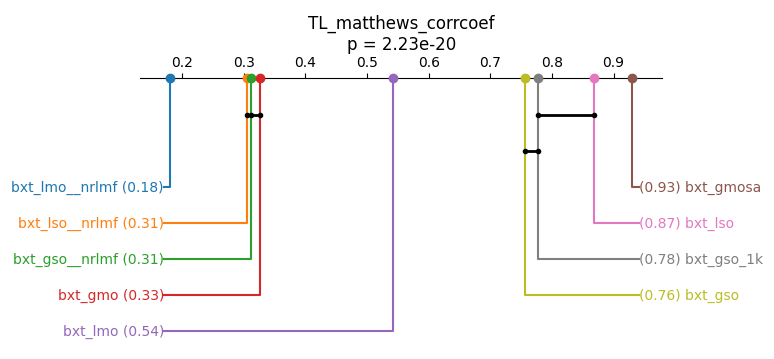 TL_matthews_corrcoef
p = 2.23e-20
0.2 0.3 0.4 0.5 0.6 0.7 0.8 0.9
bxt_lmo__nrlmf (0.18)
(0.93) bxt_gmosa
bxt_lso__nrlmf (0.31)
(0.87) bxt_lso
bxt_gso__nrlmf (0.31)
(0.78) bxt_gso_1k
bxt_gmo (0.33)
(0.76) bxt_gso
bxt_lmo (0.54)